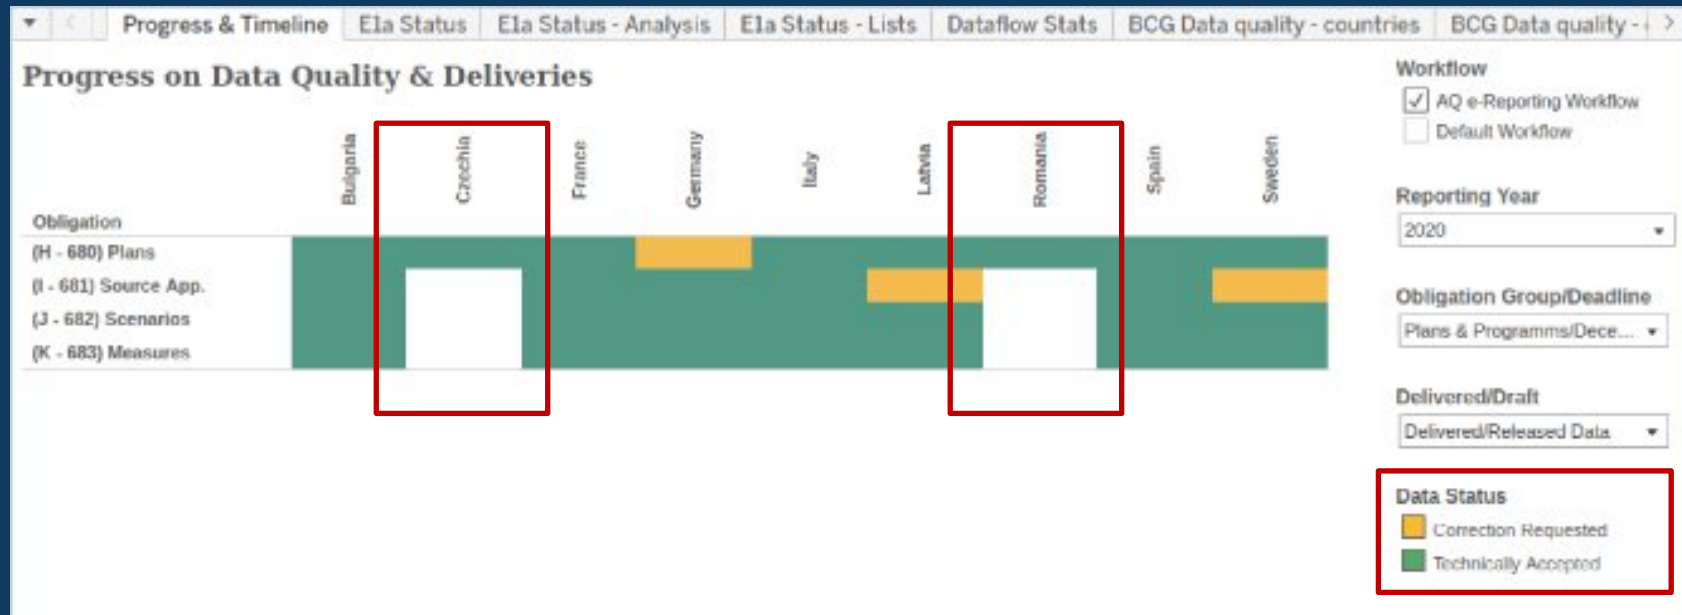 Progress & Timeline
E1a Status
E1a Status - Analysis
E1a Status - Lists
Dataflow Stats
BCG Data quality - countries
BCG Data quality -
Progress on Data Quality & Deliveries
Bulgaria
Czechia
France
Germany
Italy
Latvia
Romania
Spain
Sweden
Obligation
(H - 680) Plans
(I - 681) Source App.
(J - 682) Scenarios
(K - 683) Measures
Workflow
AQ e-Reporting Workflow
Default Workflow
Reporting Year
2020
Obligation Group/Deadline
Plans & Programms/Dece...
Delivered/Draft
Delivered/Released Data
Data Status
Correction Requested
Technically Accepted